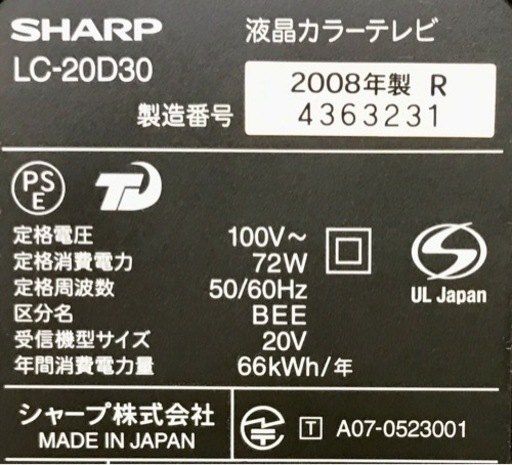 SHARP 液晶カラーテレビ
LC-20D30 2008年製 R
製造番号 4363231
PS
E
定格電圧 100V～
定格消費電力 72W
定格周波数 50/60Hz
区分名 BEE
受信機型サイズ 20V
年間消費電力量 66kWh/年
UL Japan
シャープ株式会社
MADE IN JAPAN
T A07-0523001